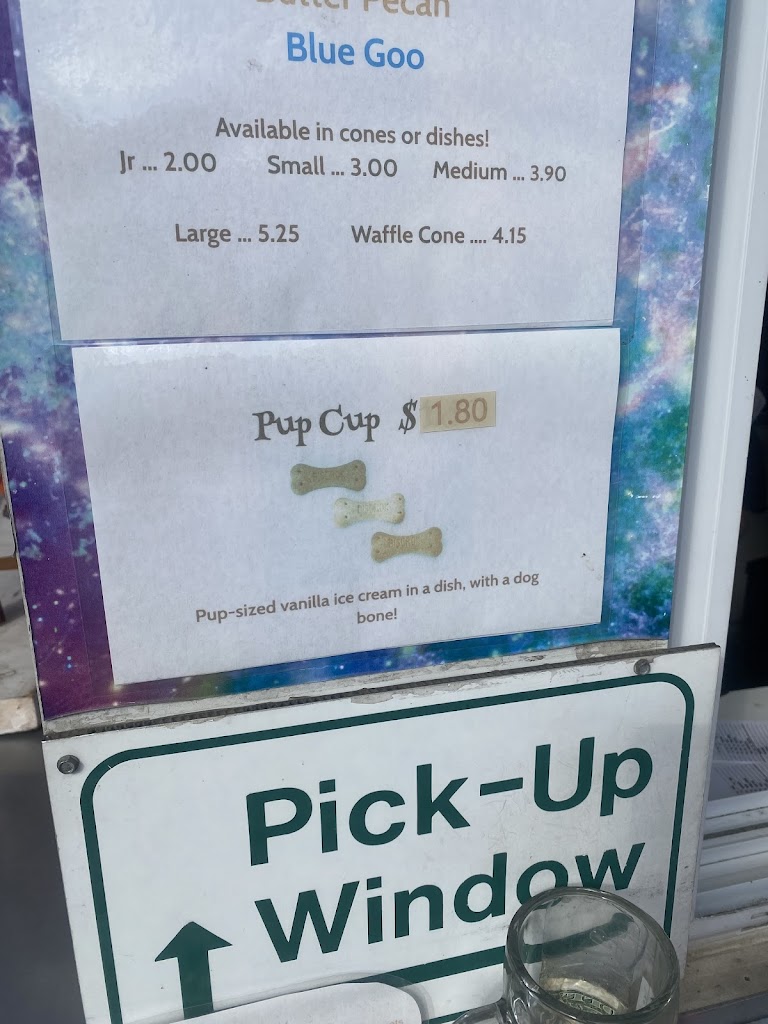 Butter Pecan
Blue Goo
Available in cones or dishes!
Jr ... 2.00 Small ... 3.00 Medium ... 3.90
Large ... 5.25 Waffle Cone .... 4.15
Pup Cup $ 1.80
Pup-sized vanilla ice cream in a dish, with a dog
bone!
Pick-Up
Window